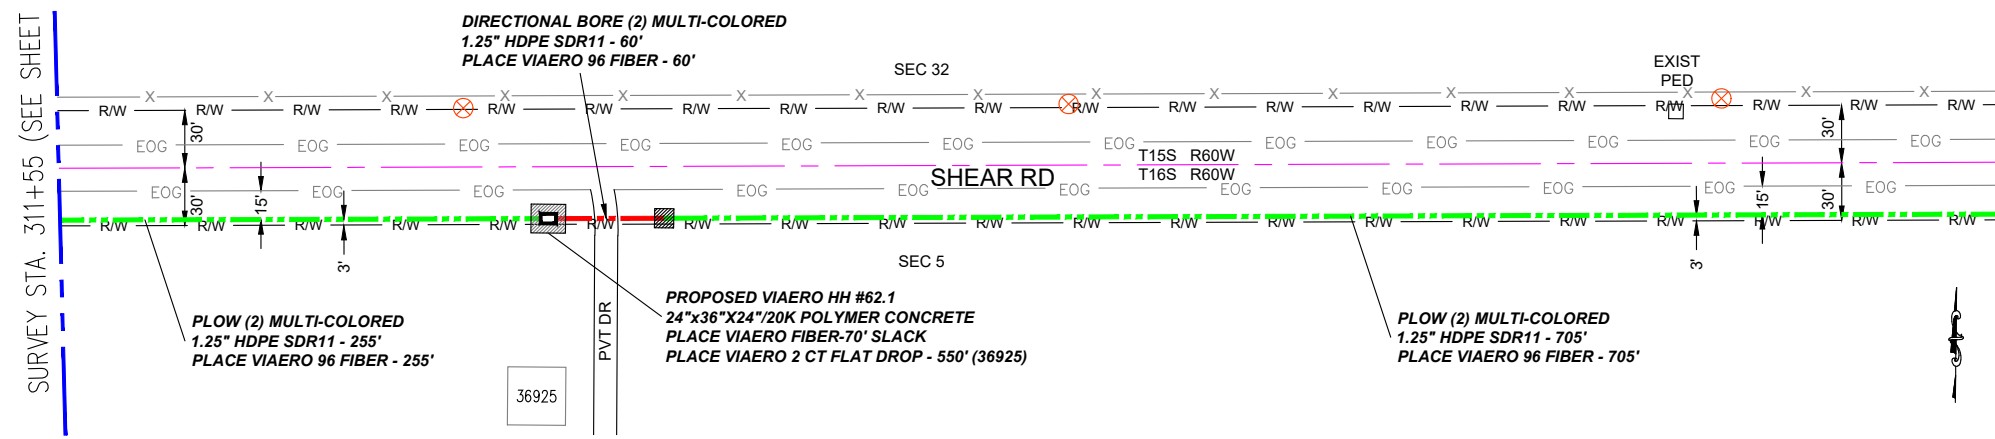 SURVEY STA. 311+55 (SEE SHEET
DIRECTIONAL BORE (2) MULTI-COLORED
1.25" HDPE SDR11 - 60'
PLACE VIAERO 96 FIBER - 60'
SEC 32
EXIST
PED
X X X X X X X X X X X X X X X X
R/W R/W R/W R/W R/W R/W R/W R/W R/W R/W R/W R/W R/W R/W R/W R/W R/W R/W R/W R/W
30' 30'
EOG EOG EOG EOG EOG EOG EOG EOG EOG EOG EOG EOG
T15S R60W
T16S R60W
SHEAR RD
EOG EOG EOG EOG EOG EOG EOG EOG EOG EOG EOG
30' 15' 15' 30'
R/W R/W R/W R/W R/W R/W R/W R/W R/W R/W R/W R/W R/W R/W R/W R/W R/W R/W R/W R/W
3' 3'
SEC 5
PLOW (2) MULTI-COLORED
1.25" HDPE SDR11 - 255'
PLACE VIAERO 96 FIBER - 255'
PVT DR
36925
PROPOSED VIAERO HH #62.1
24"x36"X24"/20K POLYMER CONCRETE
PLACE VIAERO FIBER-70' SLACK
PLACE VIAERO 2 CT FLAT DROP - 550' (36925)
PLOW (2) MULTI-COLORED
1.25" HDPE SDR11 - 705'
PLACE VIAERO 96 FIBER - 705'